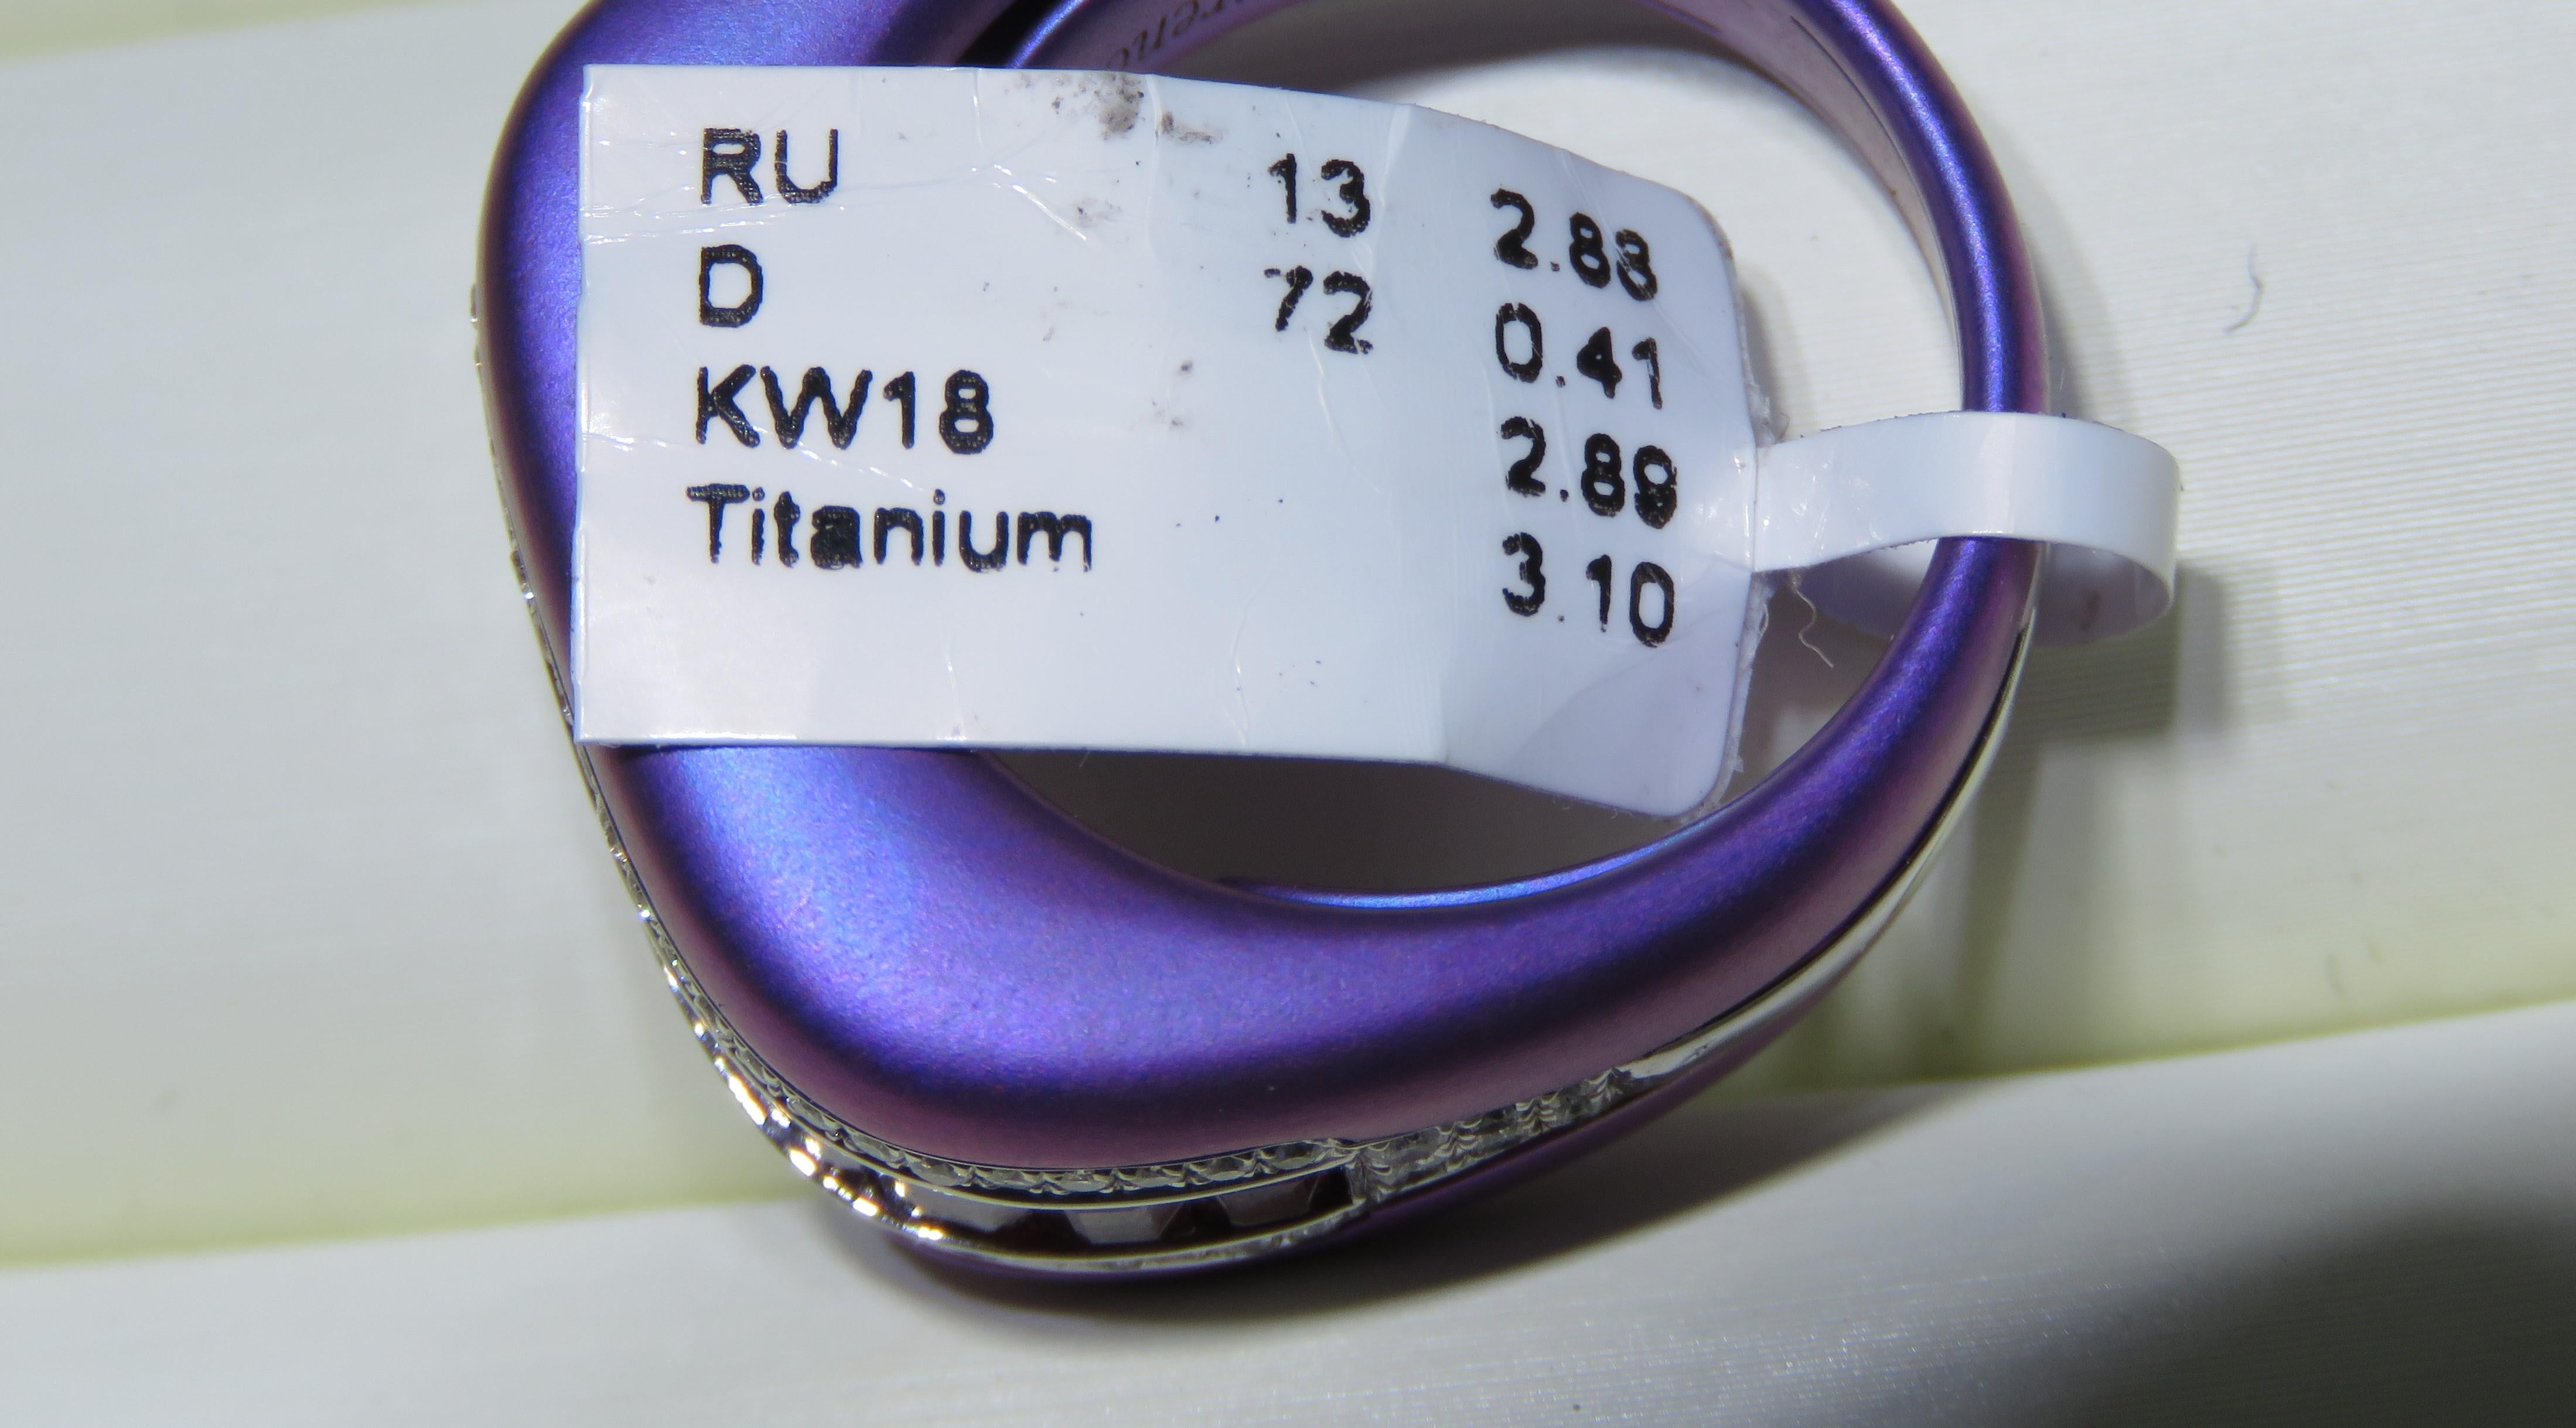 RU 13 2.83
D 72 0.41
KW18 2.89
Titanium 3.10